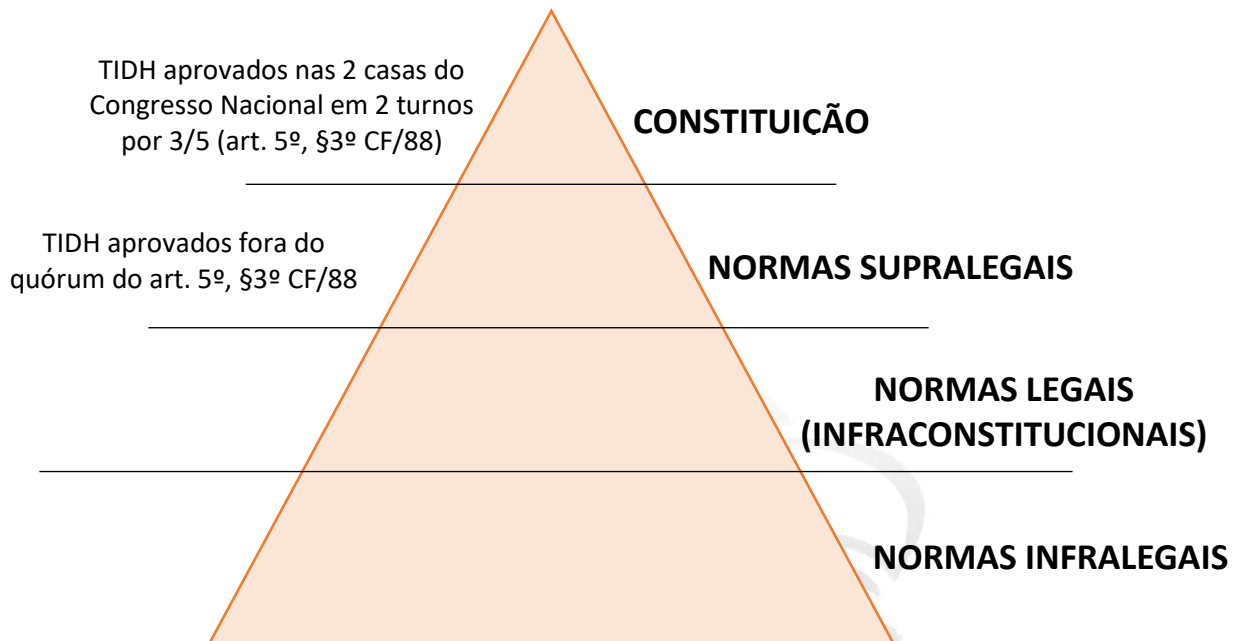 TIDH aprovados nas 2 casas do
Congresso Nacional em 2 turnos
por 3/5 (art. 5º, §3º CF/88)
CONSTITUIÇÃO
TIDH aprovados fora do
quórum do art. 5º, §3º CF/88
NORMAS SUPRALEGAIS
NORMAS LEGAIS
(INFRACONSTITUCIONAIS)
NORMAS INFRALEGAIS